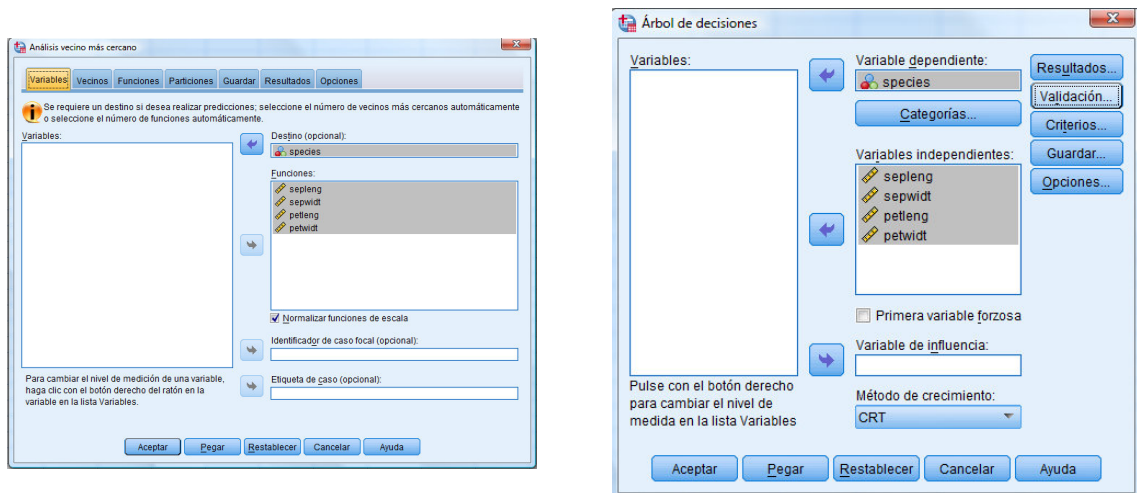 Análisis vecino más cercano
Variables Vecinos Funciones Particiones Guardar Resultados Opciones
Se requiere un destino si desea realizar predicciones; seleccione el número de vecinos más cercanos automáticamente
o seleccione el número de funciones automáticamente.
Variables:
Destino (opcional):
species
Funciones:
sepleng
sepwidt
petleng
petwidt
Normalizar funciones de escala
Identificador de caso focal (opcional):
Etiqueta de caso (opcional):
Para cambiar el nivel de medición de una variable,
haga clic con el botón derecho del ratón en la
variable en la lista Variables.
Aceptar Pegar Restablecer Cancelar Ayuda
Árbol de decisiones
Variables:
Variable dependiente:
species
Categorías...
Variables independientes:
sepleng
sepwidt
petleng
petwidt
Primera variable forzosa
Variable de influencia:
Método de crecimiento:
CRT
Pulse con el botón derecho
para cambiar el nivel de
medida en la lista Variables
Resultados...
Validación...
Criterios...
Guardar...
Opciones...
Aceptar Pegar Restablecer Cancelar Ayuda